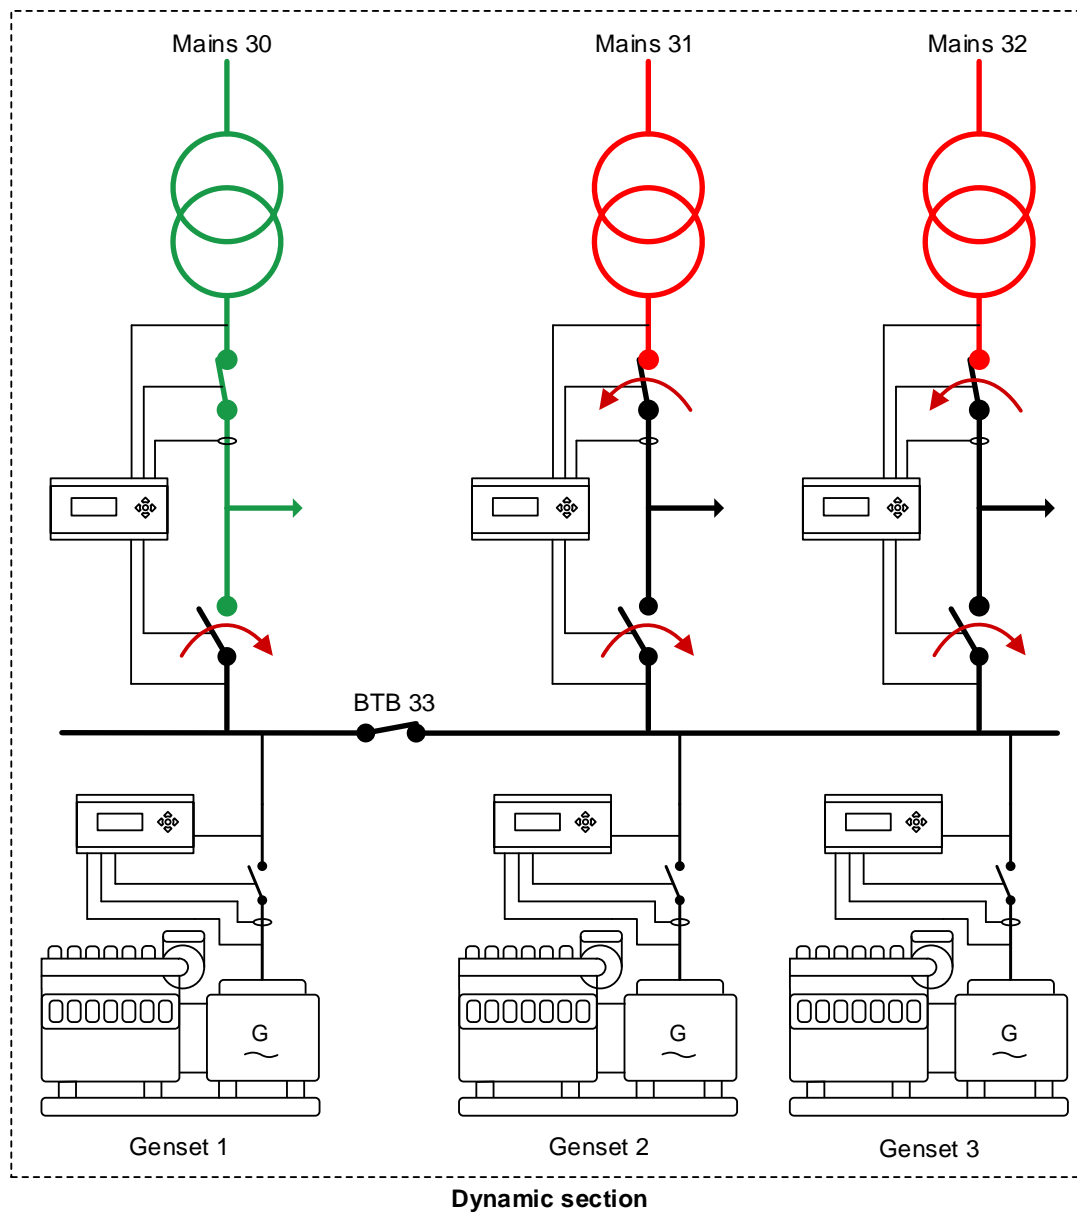 Mains 30
Mains 31
Mains 32
BTB 33
G
G
G
Genset 1
Genset 2
Genset 3
Dynamic section